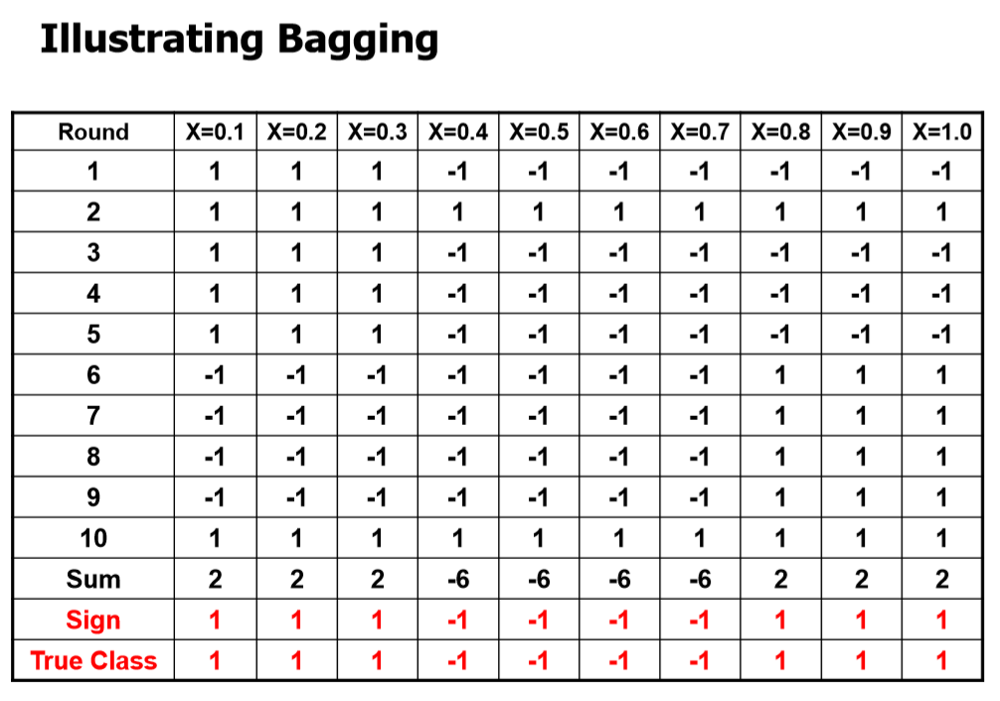 Illustrating Bagging
Round X=0.1 X=0.2 X=0.3 X=0.4 X=0.5 X=0.6 X=0.7 X=0.8 X=0.9 X=1.0
1 1 1 1 -1 -1 -1 -1 -1 -1 -1
2 1 1 1 1 1 1 1 1 1 1
3 1 1 1 -1 -1 -1 -1 -1 -1 -1
4 1 1 1 -1 -1 -1 -1 -1 -1 -1
5 1 1 1 -1 -1 -1 -1 -1 -1 -1
6 -1 -1 -1 -1 -1 -1 -1 1 1 1
7 -1 -1 -1 -1 -1 -1 -1 1 1 1
8 -1 -1 -1 -1 -1 -1 -1 1 1 1
9 -1 -1 -1 -1 -1 -1 -1 1 1 1
10 1 1 1 1 1 1 1 1 1 1
Sum 2 2 2 -6 -6 -6 -6 2 2 2
Sign 1 1 1 -1 -1 -1 -1 1 1 1
True Class 1 1 1 -1 -1 -1 -1 1 1 1